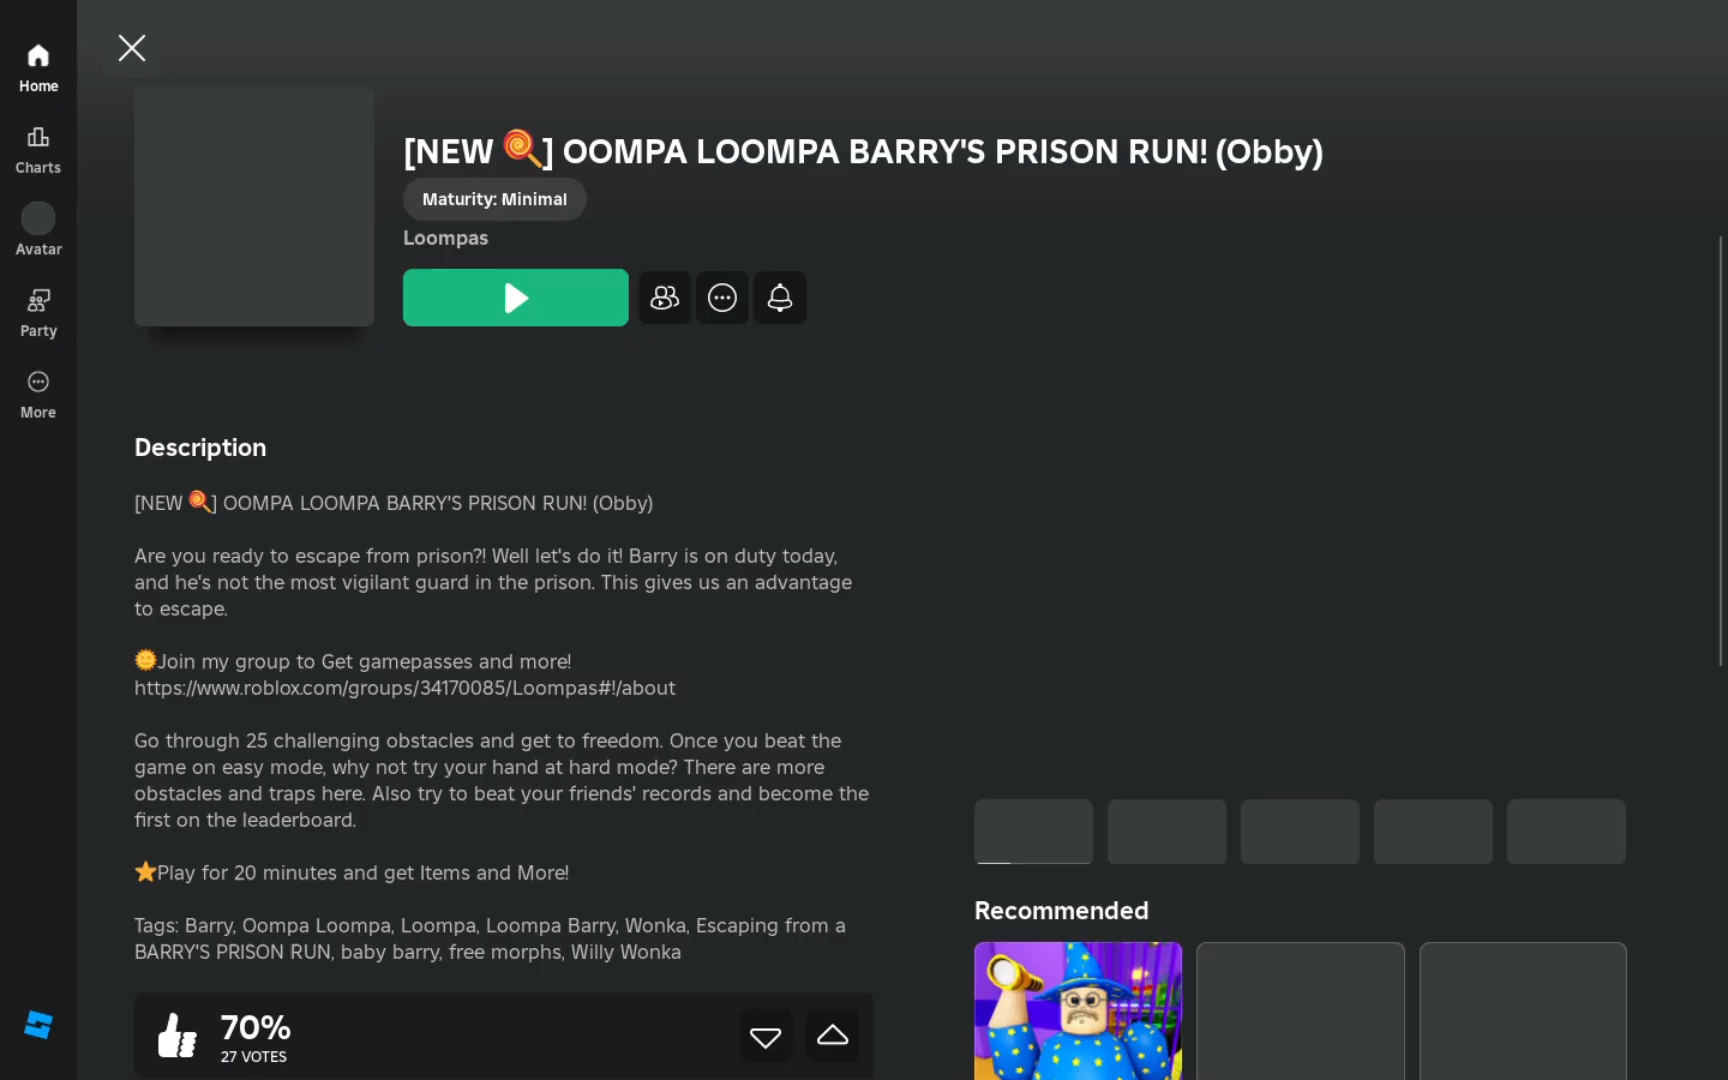 Home
Charts
Avatar
Party
More
[NEW 🍭] OOMPA LOOMPA BARRY'S PRISON RUN! (Obby)
Maturity: Minimal
Loompas
Description
[NEW 🍭] OOMPA LOOMPA BARRY'S PRISON RUN! (Obby)
Are you ready to escape from prison?! Well let's do it! Barry is on duty today,
and he's not the most vigilant guard in the prison. This gives us an advantage
to escape.
🌞Join my group to Get gamepasses and more!
https://www.roblox.com/groups/34170085/Loompas#!/about
Go through 25 challenging obstacles and get to freedom. Once you beat the
game on easy mode, why not try your hand at hard mode? There are more
obstacles and traps here. Also try to beat your friends' records and become the
first on the leaderboard.
⭐Play for 20 minutes and get Items and More!
Tags: Barry, Oompa Loompa, Loompa, Loompa Barry, Wonka, Escaping from a
BARRY'S PRISON RUN, baby barry, free morphs, Willy Wonka
70%
27 VOTES
Recommended